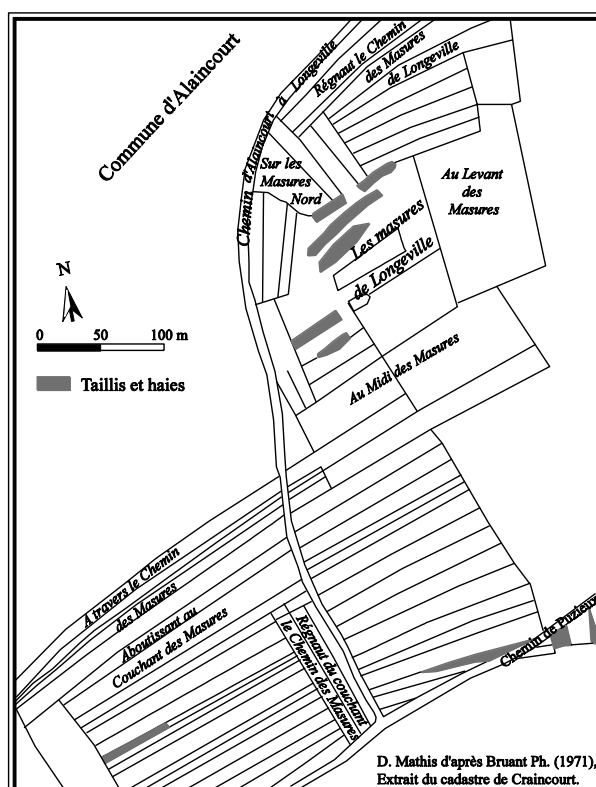 Commune d'Alaincourt
Chemin d'Alaincourt à Longeville
Régnaut le Chemin
des Masures
de Longeville
Sur les
Masures
Nord
Au Levant
des
Masures
Les masures
de Longeville
N
0 50 100 m
Taillis et haies
Au Midi des Masures
A travers le Chemin
des Masures
Aboutissant au
Couchant des Masures
Régnaut du couchant
le Chemin des Masures
Chemin de Puzieux
D. Mathis d'après Bruant Ph. (1971),
Extrait du cadastre de Craincourt.